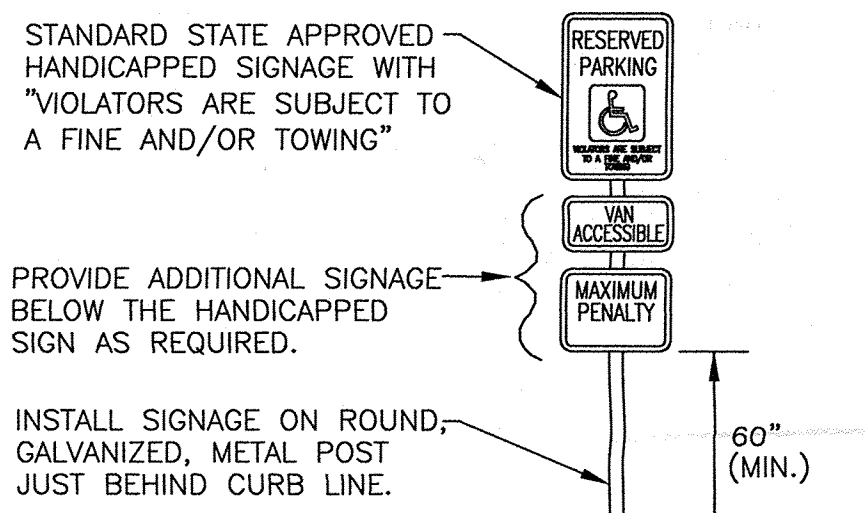 STANDARD STATE APPROVED
HANDICAPPED SIGNAGE WITH
"VIOLATORS ARE SUBJECT TO
A FINE AND/OR TOWING"
RESERVED
PARKING
VIOLATORS ARE SUBJECT
TO A FINE AND/OR
TOWING
VAN
ACCESSIBLE
PROVIDE ADDITIONAL SIGNAGE
BELOW THE HANDICAPPED
SIGN AS REQUIRED.
MAXIMUM
PENALTY
INSTALL SIGNAGE ON ROUND,
GALVANIZED, METAL POST
JUST BEHIND CURB LINE.
60"
(MIN.)